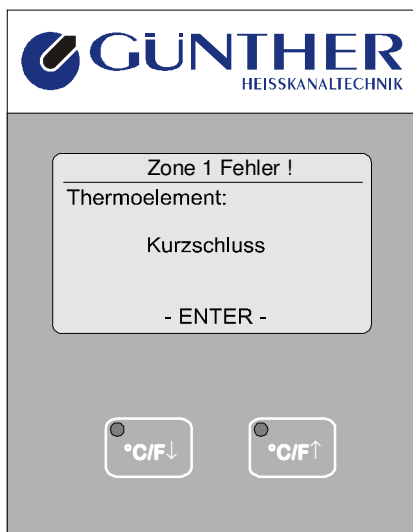 GÜNTHER
HEISSKANALTECHNIK
Zone 1 Fehler !
Thermoelement:
Kurzschluss
- ENTER -
°C/F↓ °C/F↑